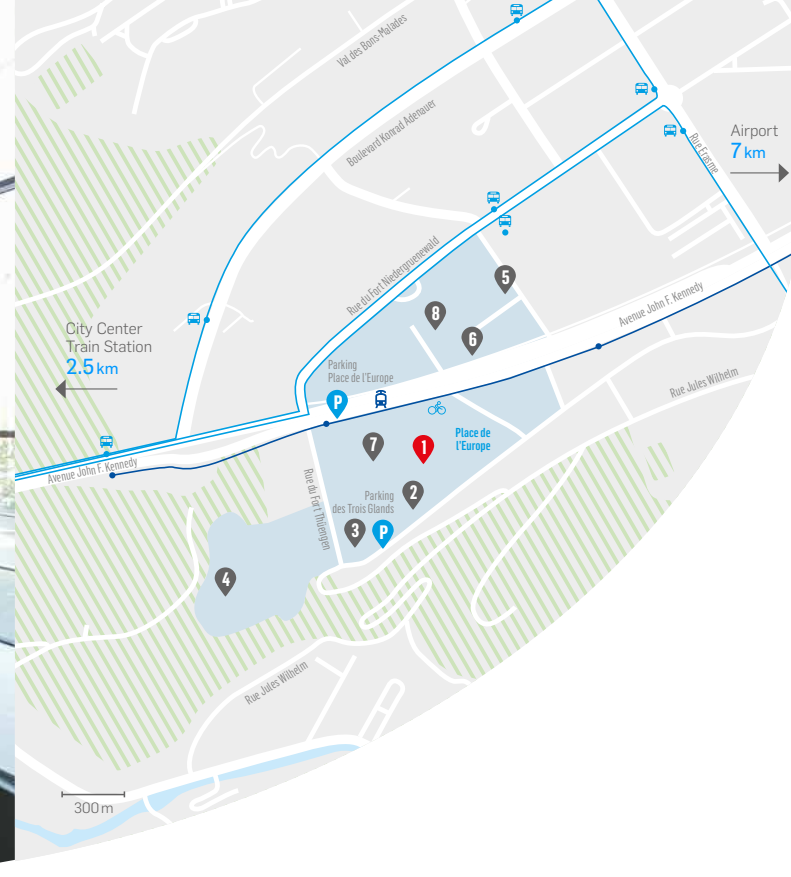 Val des Bons-Malades
Boulevard Konrad Adenauer
Rue Erasme
Airport
7 km
Rue du Fort Niedergruenewald
5
8
6
Avenue John F. Kennedy
City Center
Train Station
2.5 km
Parking
Place de l'Europe
P
Rue Jules Wilhelm
Place de
l'Europe
7
1
Avenue John F. Kennedy
Rue du Fort Thüengen
2
Parking
des Trois Glands
3
P
4
Rue Jules Wilhelm
300 m